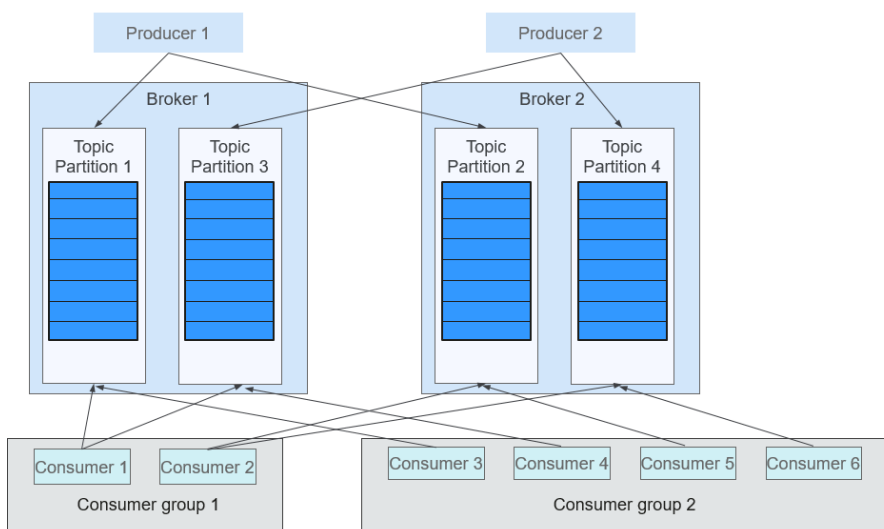 Producer 1
Producer 2
Broker 1
Broker 2
Topic
Partition 1
Topic
Partition 3
Topic
Partition 2
Topic
Partition 4
Consumer 1
Consumer 2
Consumer 3
Consumer 4
Consumer 5
Consumer 6
Consumer group 1
Consumer group 2